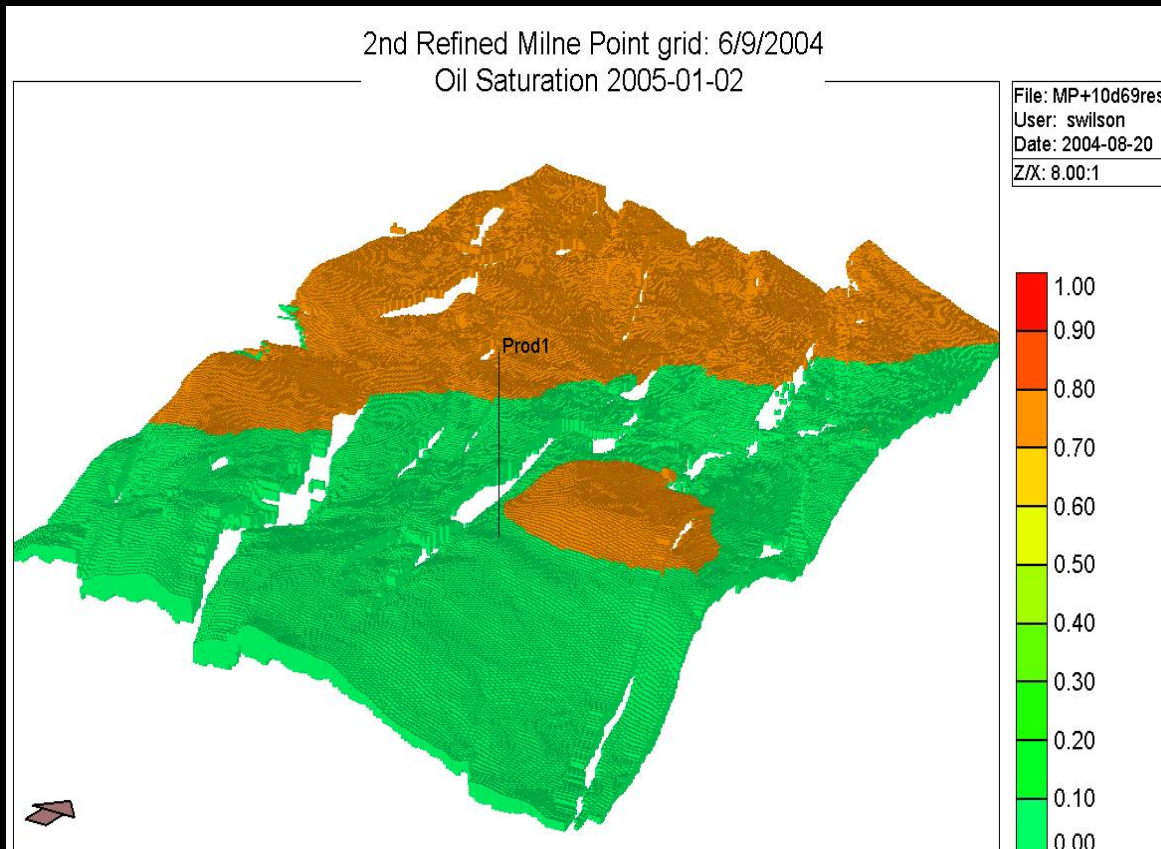 2nd Refined Milne Point grid: 6/9/2004
Oil Saturation 2005-01-02
File: MP+10d69res
User: swilson
Date: 2004-08-20
Z/X: 8.00:1
Prod1
1.00
0.90
0.80
0.70
0.60
0.50
0.40
0.30
0.20
0.10
0.00